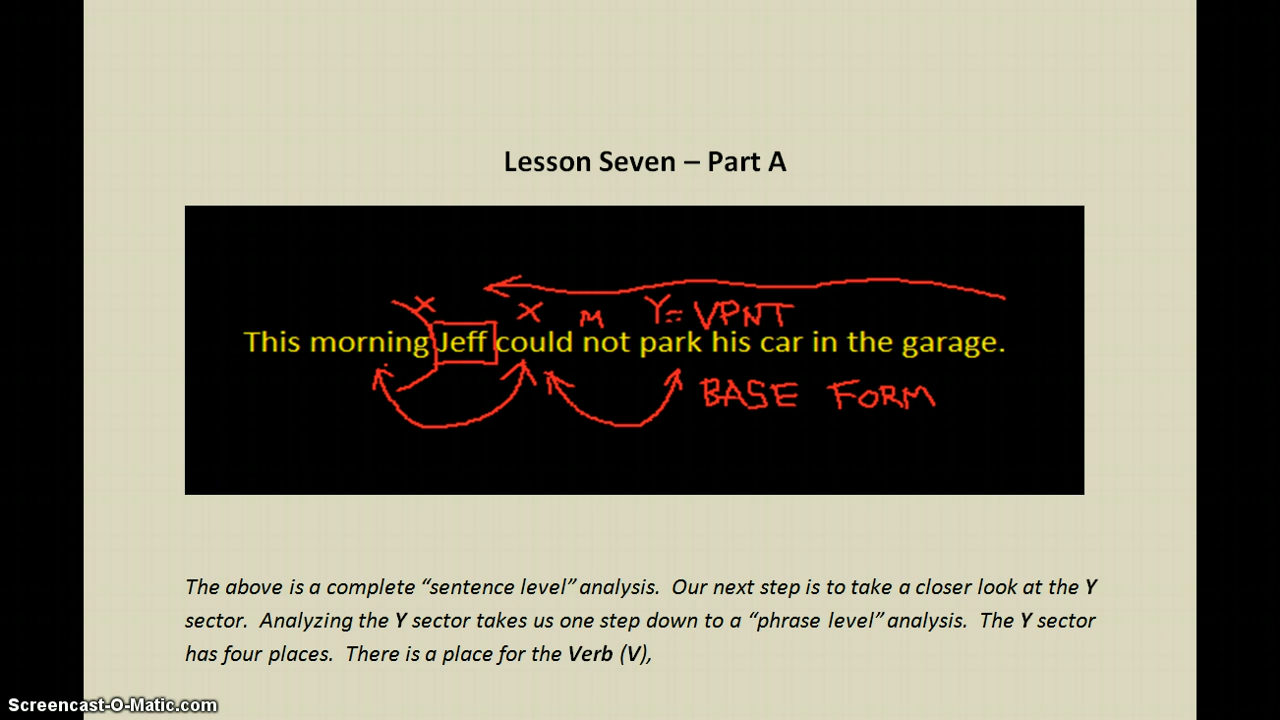 Lesson Seven – Part A
X X M Y= VPNT
This morning Jeff could not park his car in the garage.
BASE FORM
The above is a complete “sentence level” analysis. Our next step is to take a closer look at the Y
sector. Analyzing the Y sector takes us one step down to a “phrase level” analysis. The Y sector
has four places. There is a place for the Verb (V),
Screencast-O-Matic.com